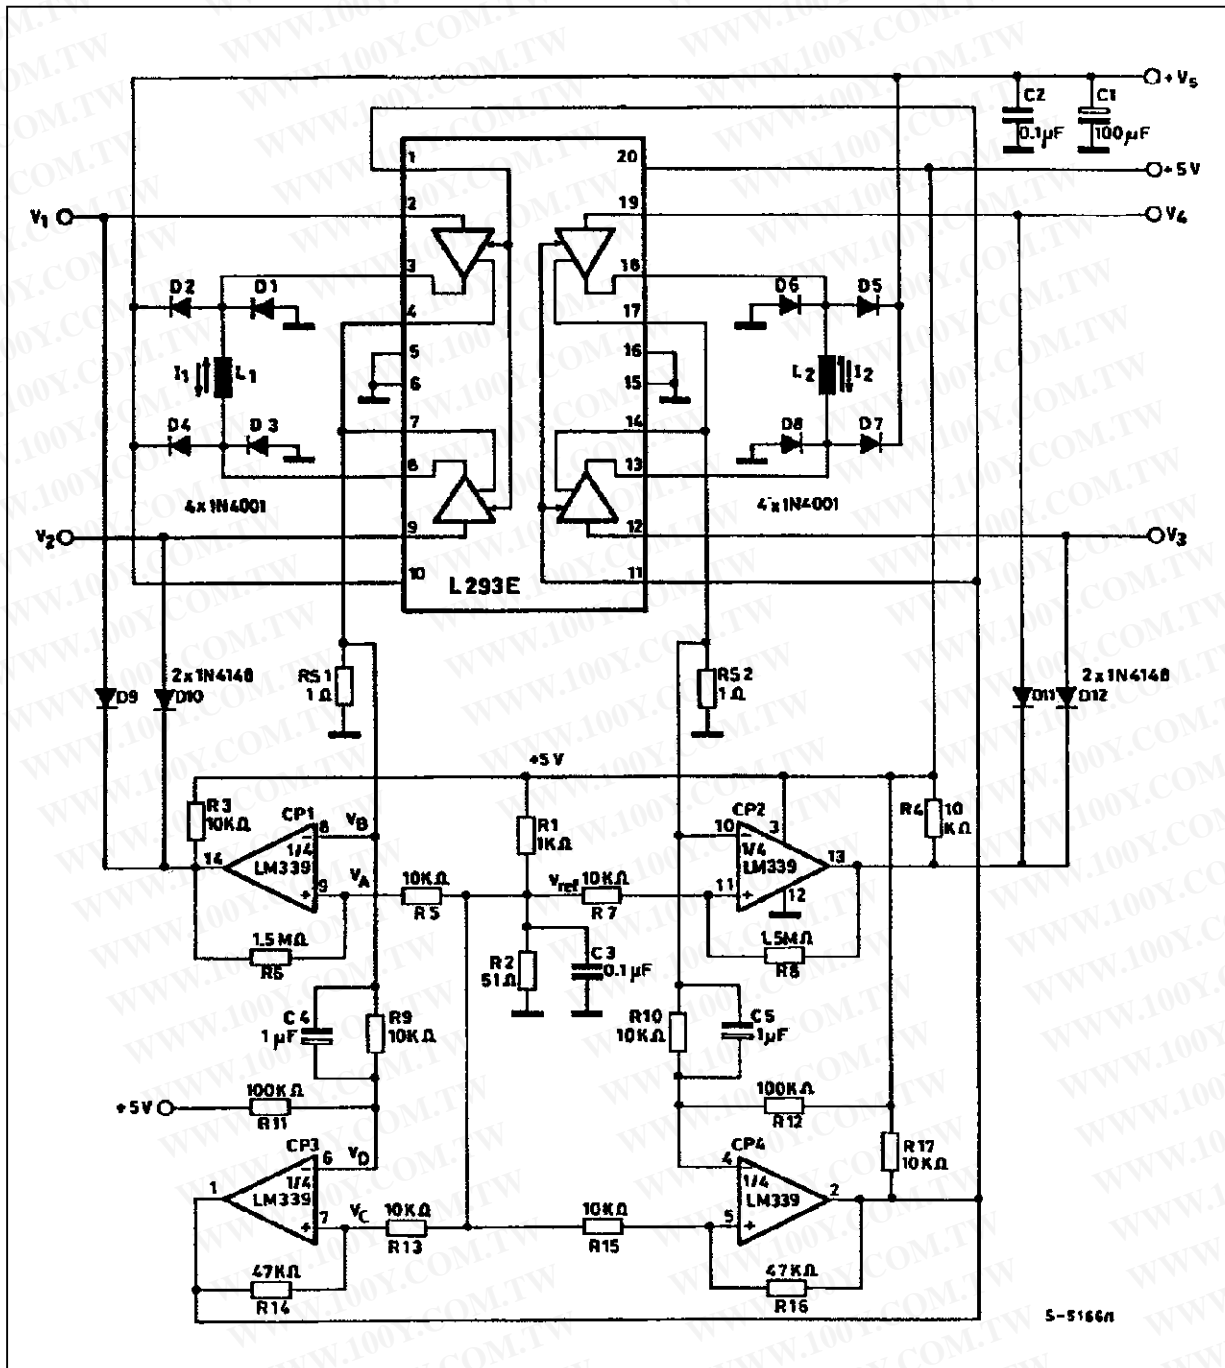 +VS
C2
C1
0.1µF
100µF
1
20
+5V
V1
2
19
V4
3
18
D2
D1
D6
D5
4
17
5
16
I1
L1
L2
I2
6
15
D4
D3
7
14
D8
D7
8
13
4x1N4001
4x1N4001
V2
9
12
V3
10
L293E
11
RS1
1Ω
RS2
1Ω
2x1N4148
2x1N4148
D9
D10
D11
D12
+5V
R3
10KΩ
CP1
VB
8
R1
1KΩ
CP2
3
R4
10
KΩ
14
1/4
LM339
10
1/4
LM339
13
VA
9
10KΩ
R5
Vref
10KΩ
R7
11
12
1.5MΩ
R6
R2
51Ω
C3
0.1µF
1.5MΩ
R8
C4
1µF
R9
10KΩ
R10
10KΩ
C5
1µF
+5V
100KΩ
R11
100KΩ
R12
CP3
6
VD
CP4
4
R17
10KΩ
1
1/4
LM339
1/4
LM339
2
VC
7
10KΩ
R13
10KΩ
R15
5
47KΩ
R14
47KΩ
R16
S-5166/1
WWW.100Y.COM.TW